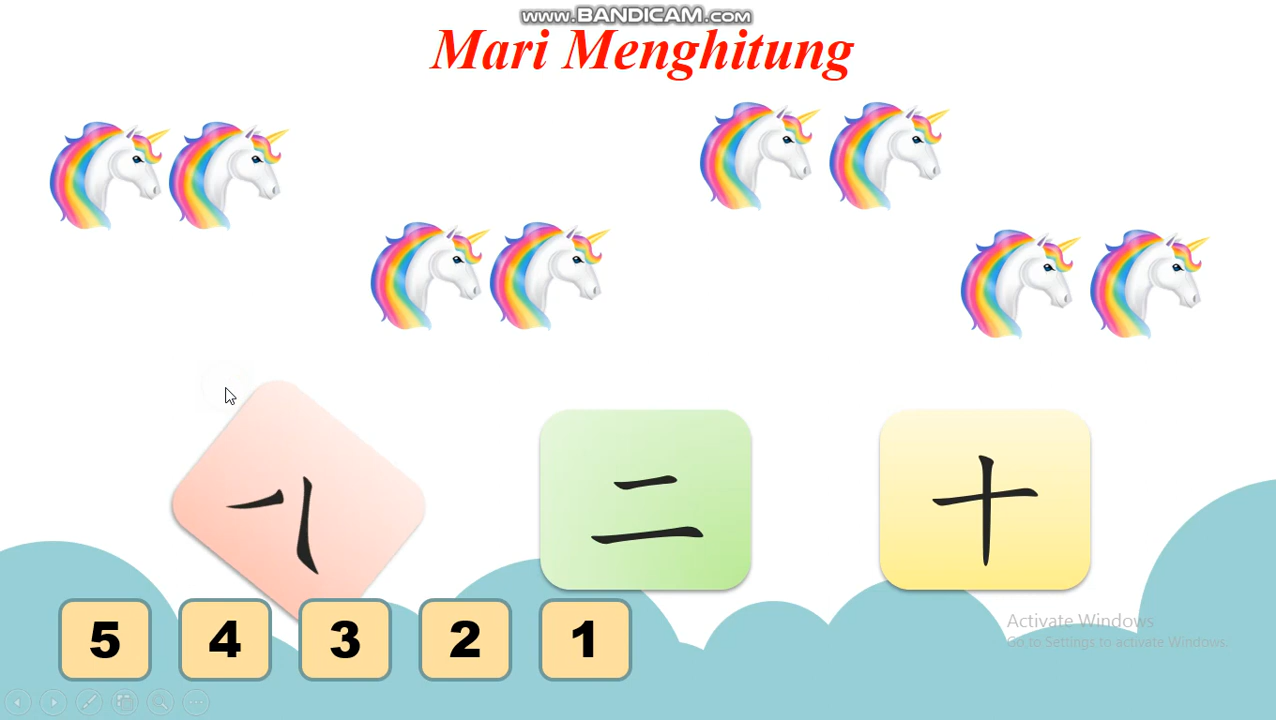 www.BANDICAM.com
Mari Menghitung
八
二
十
5 4 3 2 1
Activate Windows
Go to Settings to activate Windows.